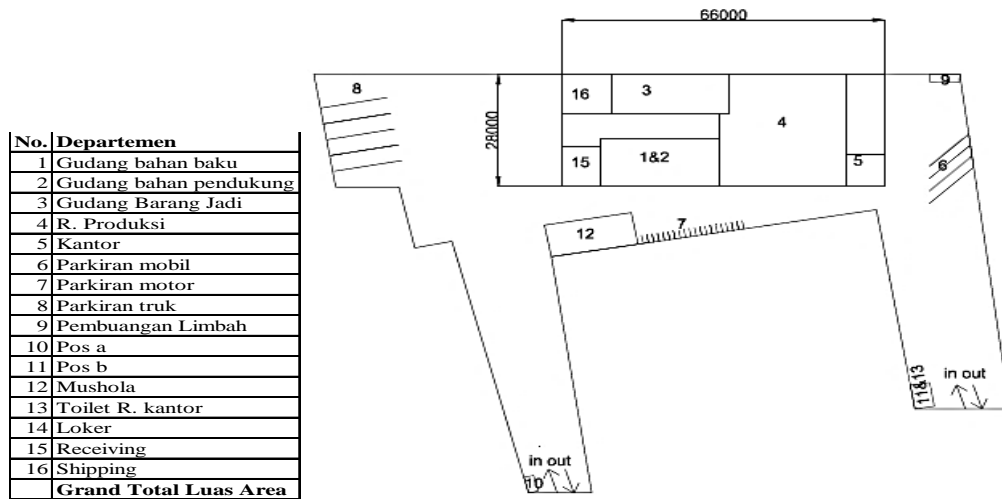 No. Departemen
1 Gudang bahan baku
2 Gudang bahan pendukung
3 Gudang Barang Jadi
4 R. Produksi
5 Kantor
6 Parkiran mobil
7 Parkiran motor
8 Parkiran truk
9 Pembuangan Limbah
10 Pos a
11 Pos b
12 Mushola
13 Toilet R. kantor
14 Loker
15 Receiving
16 Shipping
Grand Total Luas Area
66000
28000
8
16
3
4
9
15
1&2
5
6
12
7
11&13
in out
in out
10